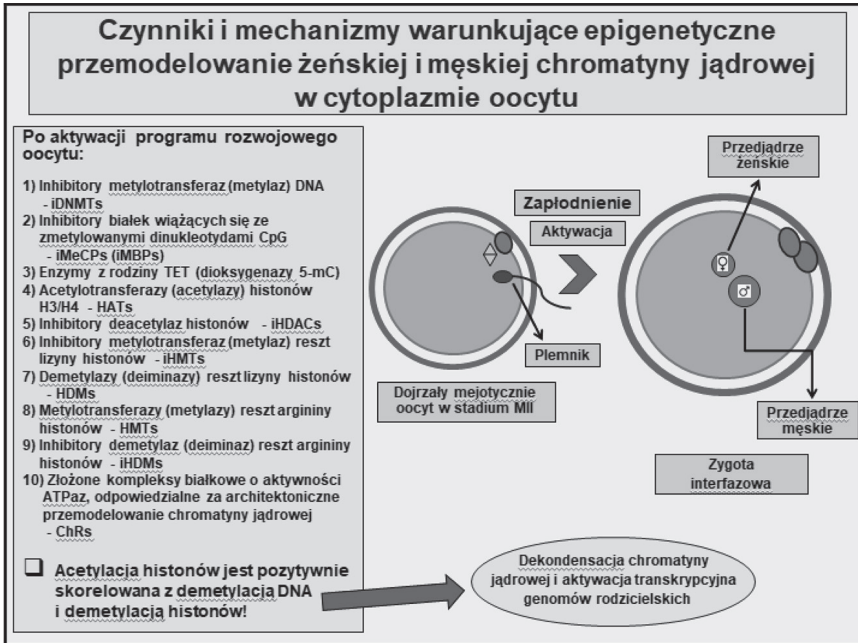 Czynniki i mechanizmy warunkujące epigenetyczne
przemodelowanie żeńskiej i męskiej chromatyny jądrowej
w cytoplazmie oocytu
Po aktywacji programu rozwojowego
oocytu:
1) Inhibitory metylotransferaz (metylaz) DNA
- iDNMTs
2) Inhibitory białek wiążących się ze
zmetylowanymi dinukleotydami CpG
- iMeCPs (iMBPs)
3) Enzymy z rodziny TET (dioksygenazy 5-mC)
4) Acetylotransferazy (acetylazy) histonów
H3/H4 - HATs
5) Inhibitory deacetylaz histonów - iHDACs
6) Inhibitory metylotransferaz (metylaz) reszt
lizyny histonów - iHMTs
7) Demetylazy (deiminazy) reszt lizyny histonów
- HDMs
8) Metylotransferazy (metylazy) reszt argininy
histonów - HMTs
9) Inhibitory demetylaz (deiminaz) reszt argininy
histonów - iHDMs
10) Złożone kompleksy białkowe o aktywności
ATPaz, odpowiedzialne za architektoniczne
przemodelowanie chromatyny jądrowej
- ChRs
Acetylacja histonów jest pozytywnie
skorelowana z demetylacją DNA
i demetylacją histonów!
Zapłodnienie
Aktywacja
Plemnik
Dojrzały mejotycznie
oocyt w stadium MII
Przedjądrze
żeńskie
♀
♂
Przedjądrze
męskie
Zygota
interfazowa
Dekondensacja chromatyny
jądrowej i aktywacja transkrypcyjna
genomów rodzicielskich